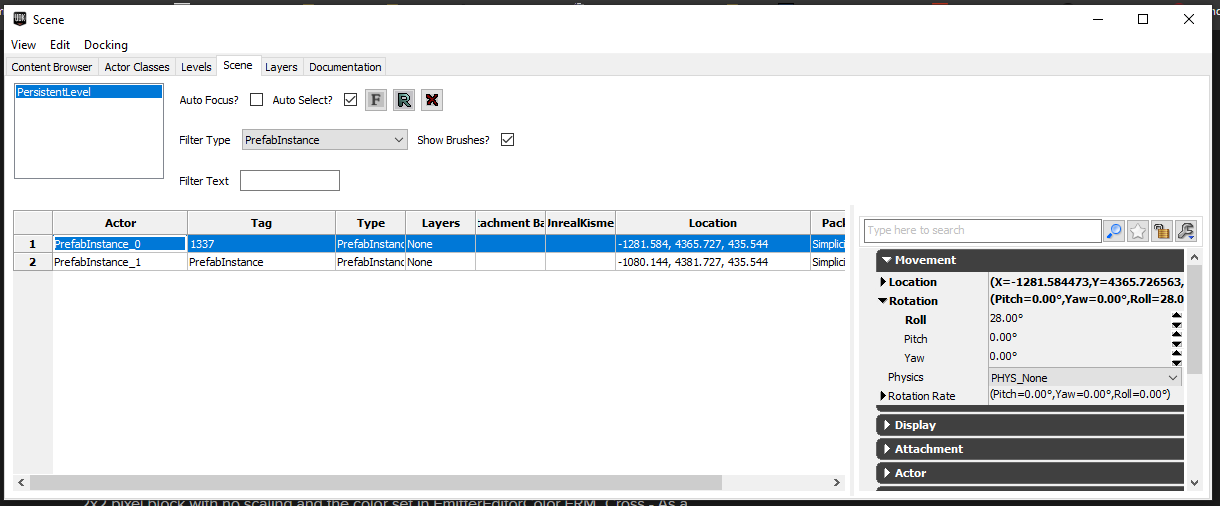 UDK Scene
View Edit Docking
Content Browser Actor Classes Levels Scene Layers Documentation
PersistentLevel
Auto Focus? Auto Select? F R
Filter Type PrefabInstance Show Brushes?
Filter Text
Actor Tag Type Layers tachment Ba UnrealKisme Location Pack
1 PrefabInstance_0 1337 PrefabInstanc None -1281.584, 4365.727, 435.544 Simplici
2 PrefabInstance_1 PrefabInstance PrefabInstanc None -1080.144, 4381.727, 435.544 Simplici
Type here to search
Movement
Location (X=-1281.584473,Y=4365.726563,
Rotation (Pitch=0.00°,Yaw=0.00°,Roll=28.0
Roll 28.00°
Pitch 0.00°
Yaw 0.00°
Physics PHYS_None
Rotation Rate (Pitch=0.00°,Yaw=0.00°,Roll=0.00°)
Display
Attachment
Actor
2x2 pixel block with no scaling and the color set in EmitterEditorColor ERM_Cross - As a